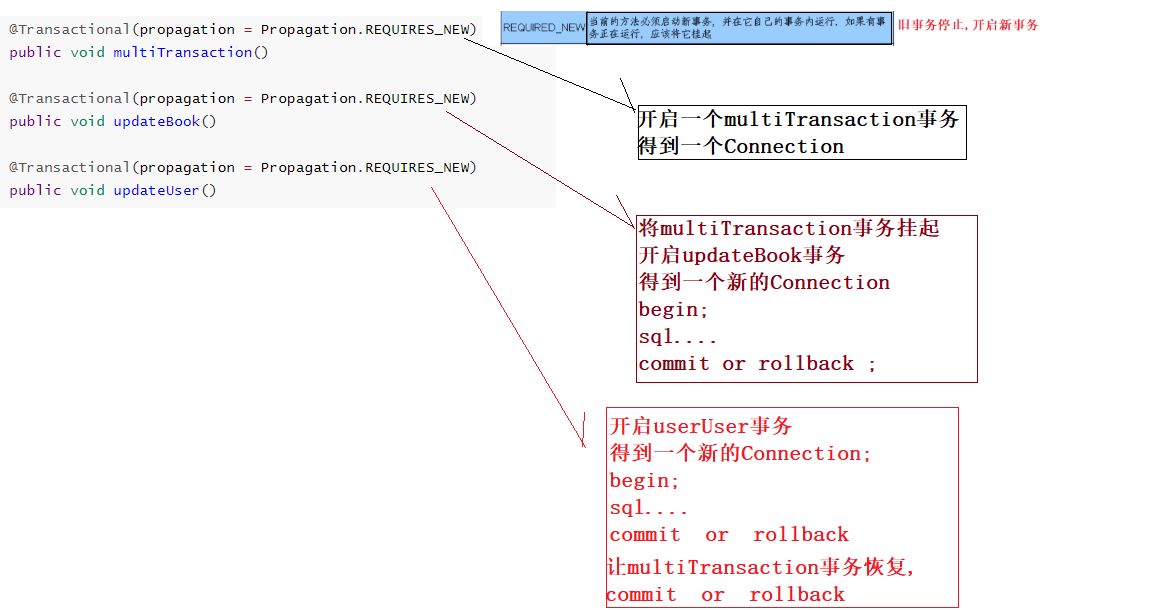 @Transactional(propagation = Propagation.REQUIRES_NEW)
public void multiTransaction()
@Transactional(propagation = Propagation.REQUIRES_NEW)
public void updateBook()
@Transactional(propagation = Propagation.REQUIRES_NEW)
public void updateUser()
REQUIRED_NEW
当前的方法必须启动新事务，并在它自己的事务内运行，如果有事
务正在运行，应该将它挂起
旧事务停止,开启新事务
开启一个multiTransaction事务
得到一个Connection
将multiTransaction事务挂起
开启updateBook事务
得到一个新的Connection
begin;
sql....
commit or rollback ;
开启userUser事务
得到一个新的Connection;
begin;
sql....
commit or rollback
让multiTransaction事务恢复,
commit or rollback